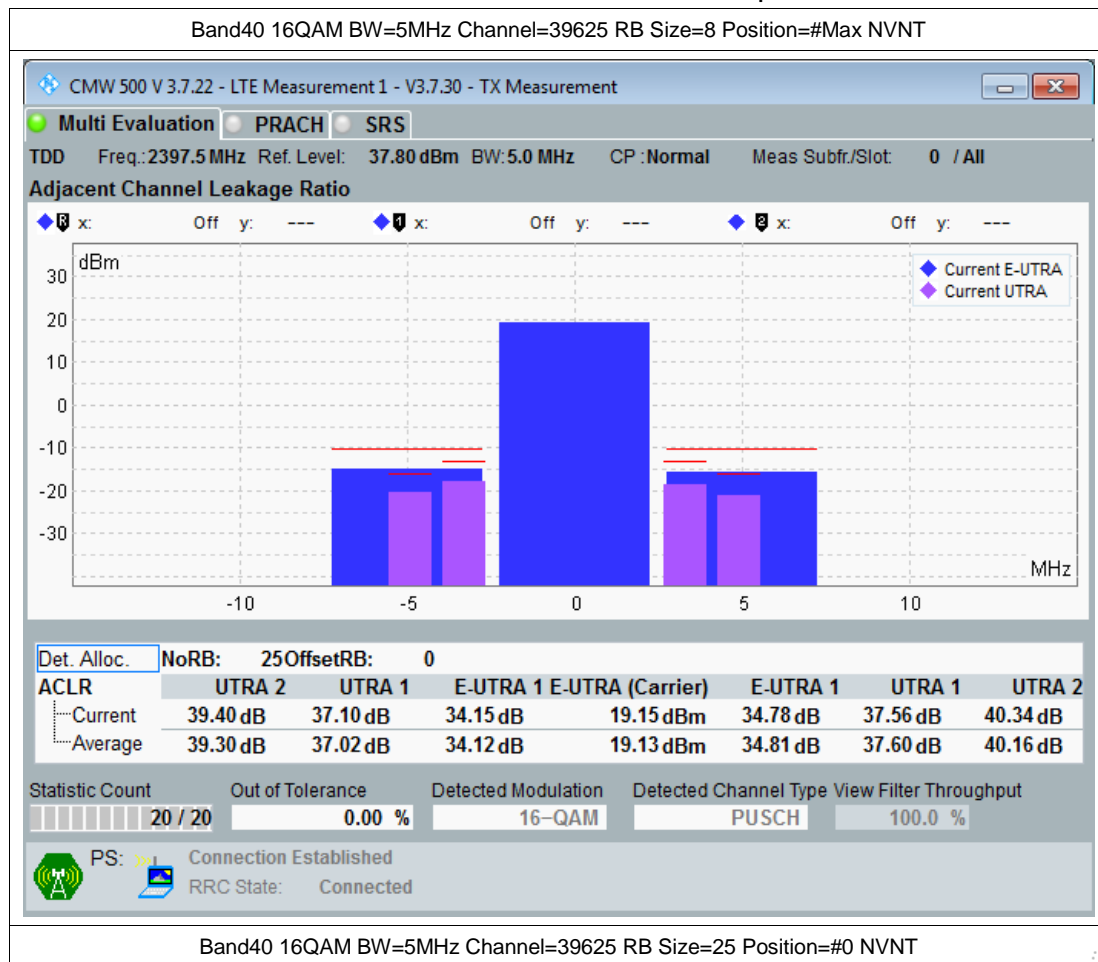 Band40 16QAM BW=5MHz Channel=39625 RB Size=8 Position=#Max NVNT
CMW 500 V 3.7.22 - LTE Measurement 1 - V3.7.30 - TX Measurement
Multi Evaluation PRACH SRS
TDD Freq.:2397.5 MHz Ref. Level: 37.80 dBm BW:5.0 MHz CP :Normal Meas Subfr./Slot: 0 / All
Adjacent Channel Leakage Ratio
R x: Off y: --- 1 x: Off y: --- 2 x: Off y: ---
dBm
Current E-UTRA
Current UTRA
30
20
10
0
-10
-20
-30
MHz
-10 -5 0 5 10
Det. Alloc. NoRB: 25 OffsetRB: 0
ACLR UTRA 2 UTRA 1 E-UTRA 1 E-UTRA (Carrier) E-UTRA 1 UTRA 1 UTRA 2
Current 39.40 dB 37.10 dB 34.15 dB 19.15 dBm 34.78 dB 37.56 dB 40.34 dB
Average 39.30 dB 37.02 dB 34.12 dB 19.13 dBm 34.81 dB 37.60 dB 40.16 dB
Statistic Count Out of Tolerance Detected Modulation Detected Channel Type View Filter Throughput
20 / 20 0.00 % 16-QAM PUSCH 100.0 %
PS: Connection Established
RRC State: Connected
Band40 16QAM BW=5MHz Channel=39625 RB Size=25 Position=#0 NVNT